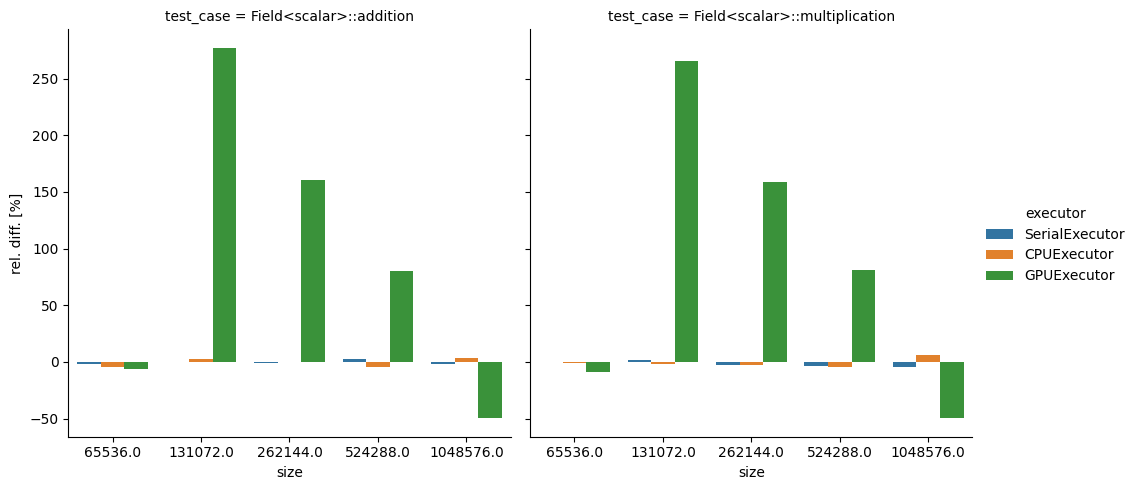 test_case = Field<scalar>::addition
test_case = Field<scalar>::multiplication
rel. diff. [%]
250
200
150
100
50
0
−50
65536.0 131072.0 262144.0 524288.0 1048576.0
size
65536.0 131072.0 262144.0 524288.0 1048576.0
size
executor
SerialExecutor
CPUExecutor
GPUExecutor